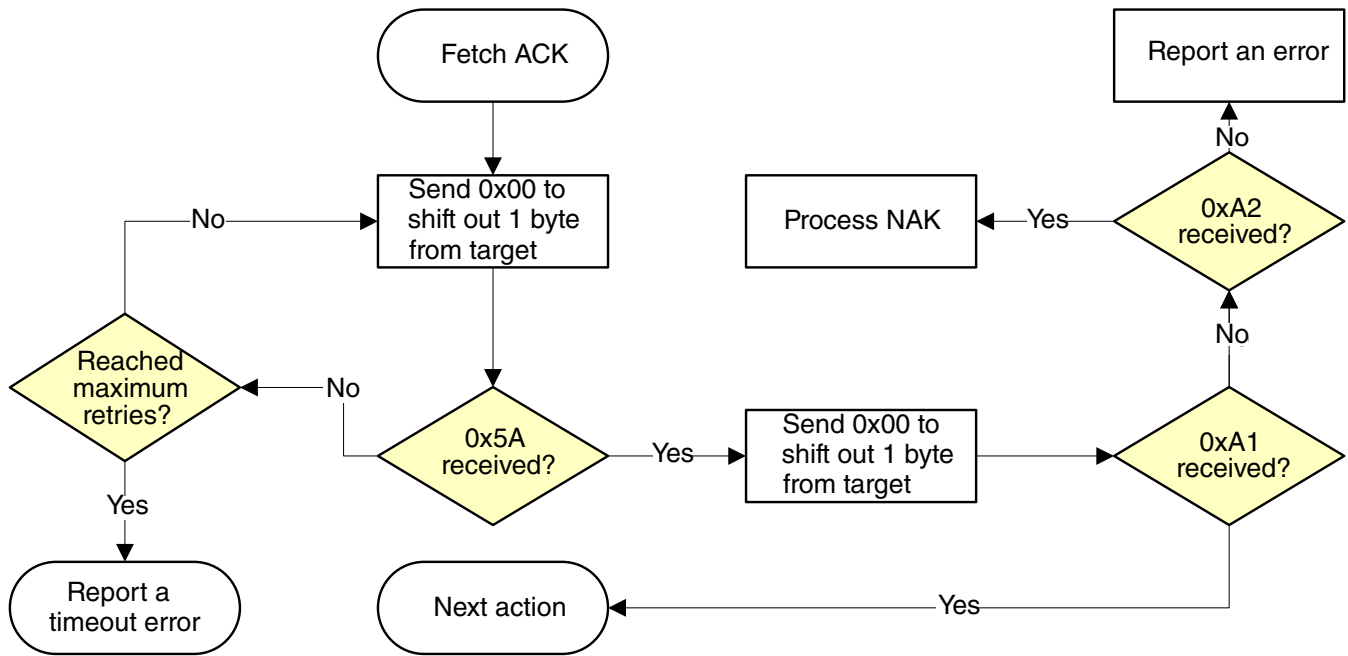 Fetch ACK
Report an error
No
Send 0x00 to
shift out 1 byte
from target
No
Process NAK
Yes
0xA2
received?
No
Reached
maximum
retries?
No
0x5A
received?
Yes
Send 0x00 to
shift out 1 byte
from target
0xA1
received?
Yes
Report a
timeout error
Next action
Yes